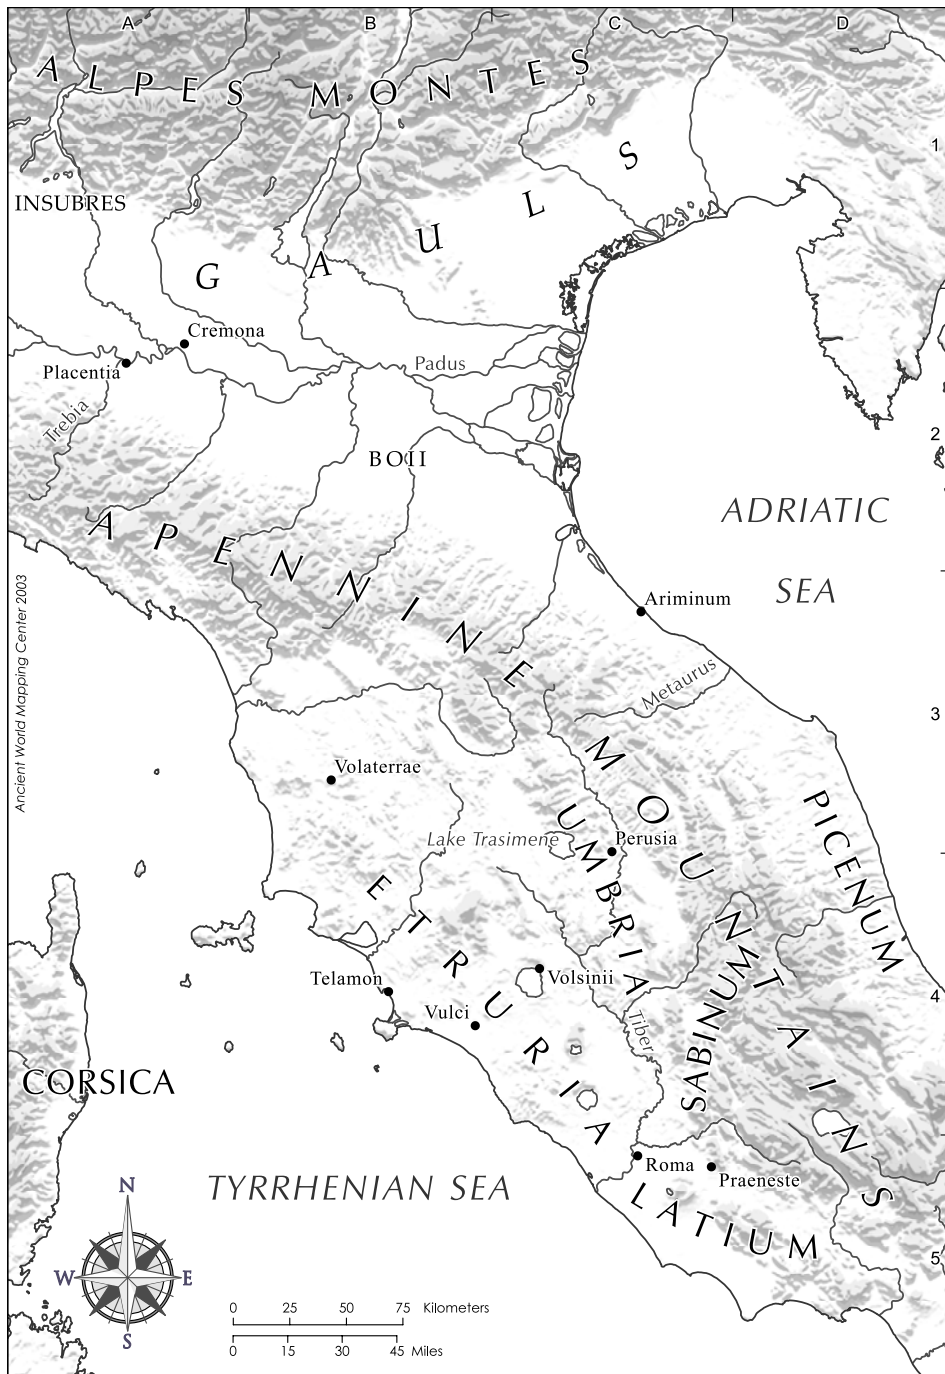 A
B
C
D
ALPES MONTES
1
INSUBRES
GAULS
Cremona
Placentia
Padus
Trebia
2
BOII
ADRIATIC
SEA
APENNINE
MOUNTAINS
Ariminum
Metaurus
Ancient World Mapping Center 2003
3
Volaterrae
Lake Trasimene
Perusia
UMBRIA
PICENUM
ETRURIA
Telamon
Volsinii
Vulci
4
Tiber
SABINUM
CORSICA
Roma
Praeneste
TYRRHENIAN SEA
LATIUM
N
W
E
S
5
0 25 50 75 Kilometers
0 15 30 45 Miles